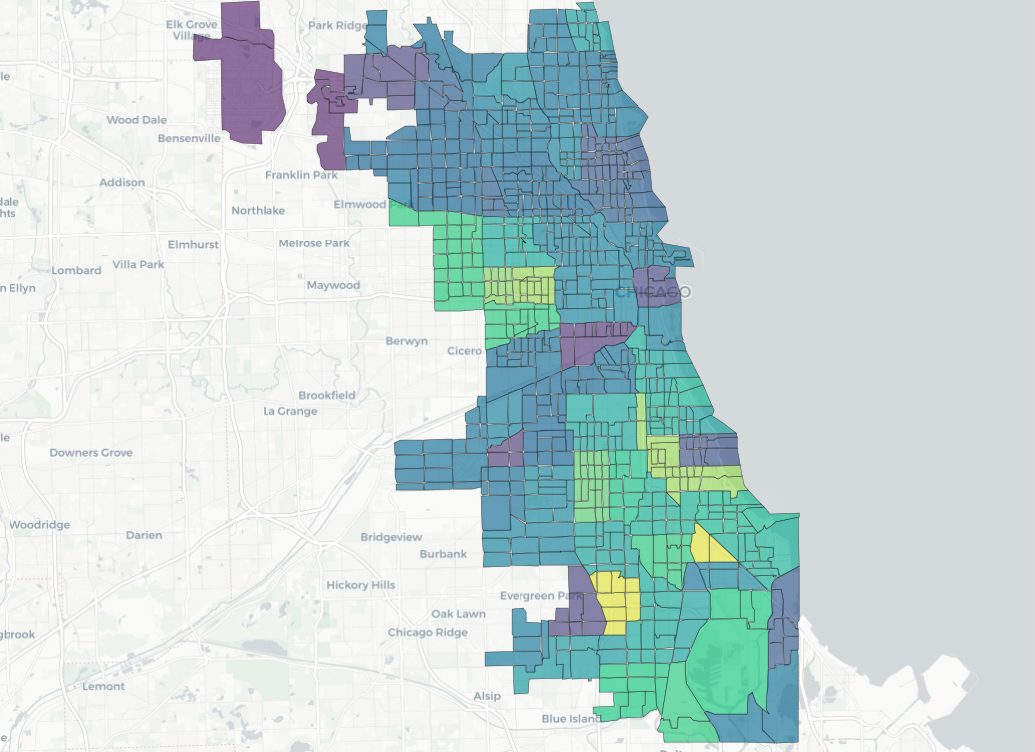 Elk Grove
Village
Park Ridge
Wood Dale
Bensenville
Franklin Park
Addison
Elmwood
Northlake
Elmhurst
Melrose Park
Villa Park
Lombard
Maywood
CHICAGO
Berwyn
Cicero
Brookfield
La Grange
Downers Grove
Woodridge
Darien
Bridgeview
Burbank
Hickory Hills
Evergreen Park
Oak Lawn
Chicago Ridge
Lemont
Alsip
Blue Island